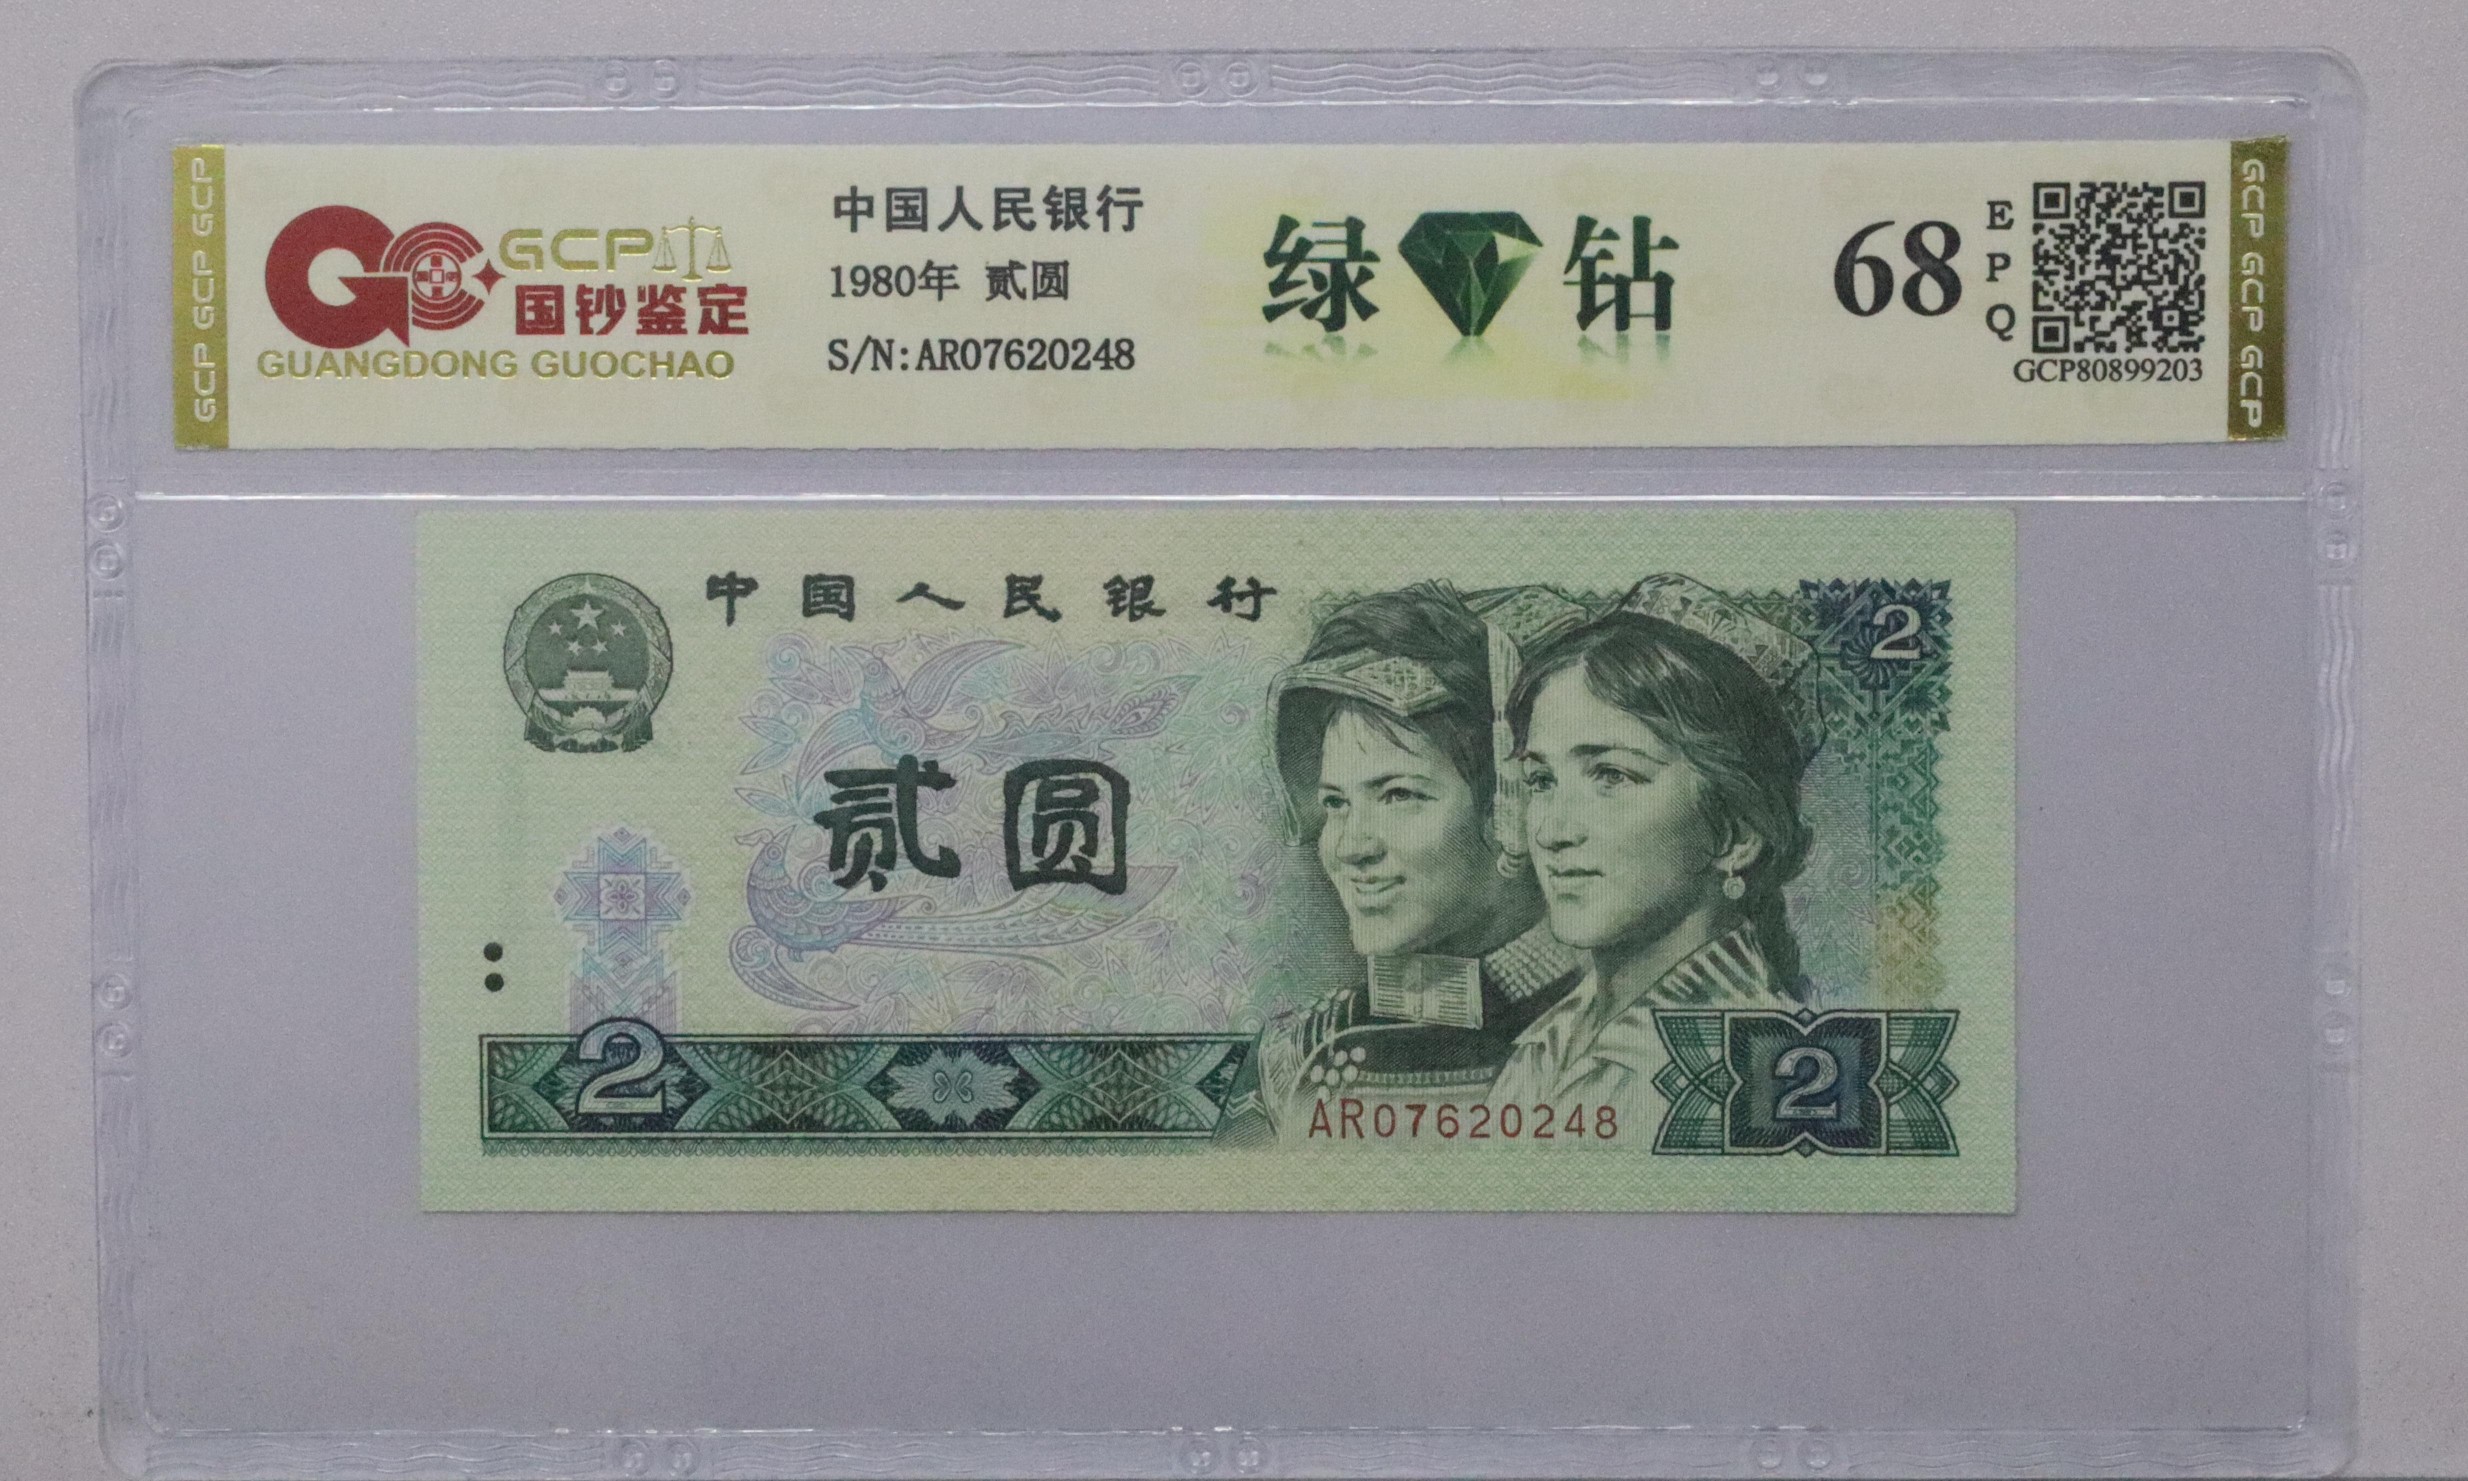 GCP GCP GCP
GCP
国钞鉴定
GUANGDONG GUOCHAO
中国人民银行
1980年 贰圆
S/N:AR07620248
绿钻
68
EPQ
GCP80899203
GCP GCP GCP
中国人民银行
2
贰圆
2
AR07620248
2